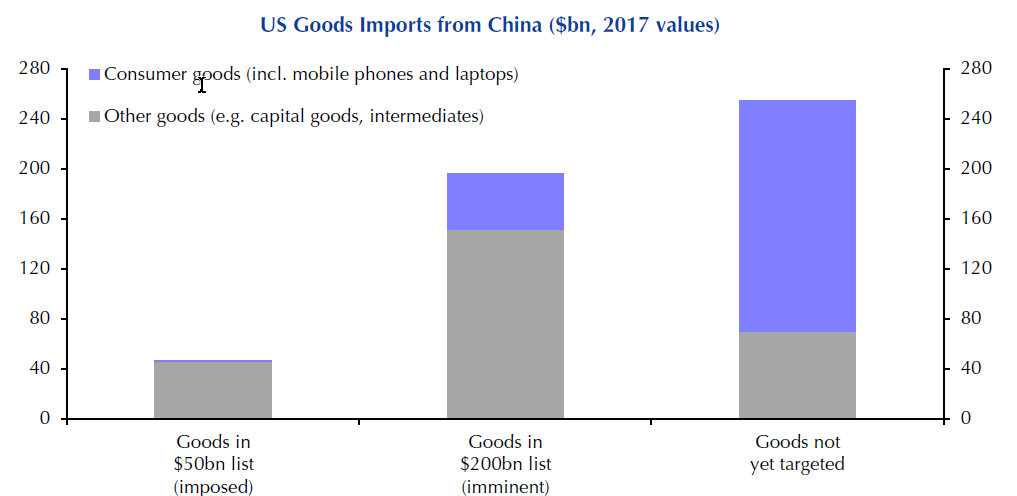 US Goods Imports from China ($bn, 2017 values)
Consumer goods (incl. mobile phones and laptops)
Other goods (e.g. capital goods, intermediates)
280
240
200
160
120
80
40
0
280
240
200
160
120
80
40
0
Goods in
$50bn list
(imposed)
Goods in
$200bn list
(imminent)
Goods not
yet targeted